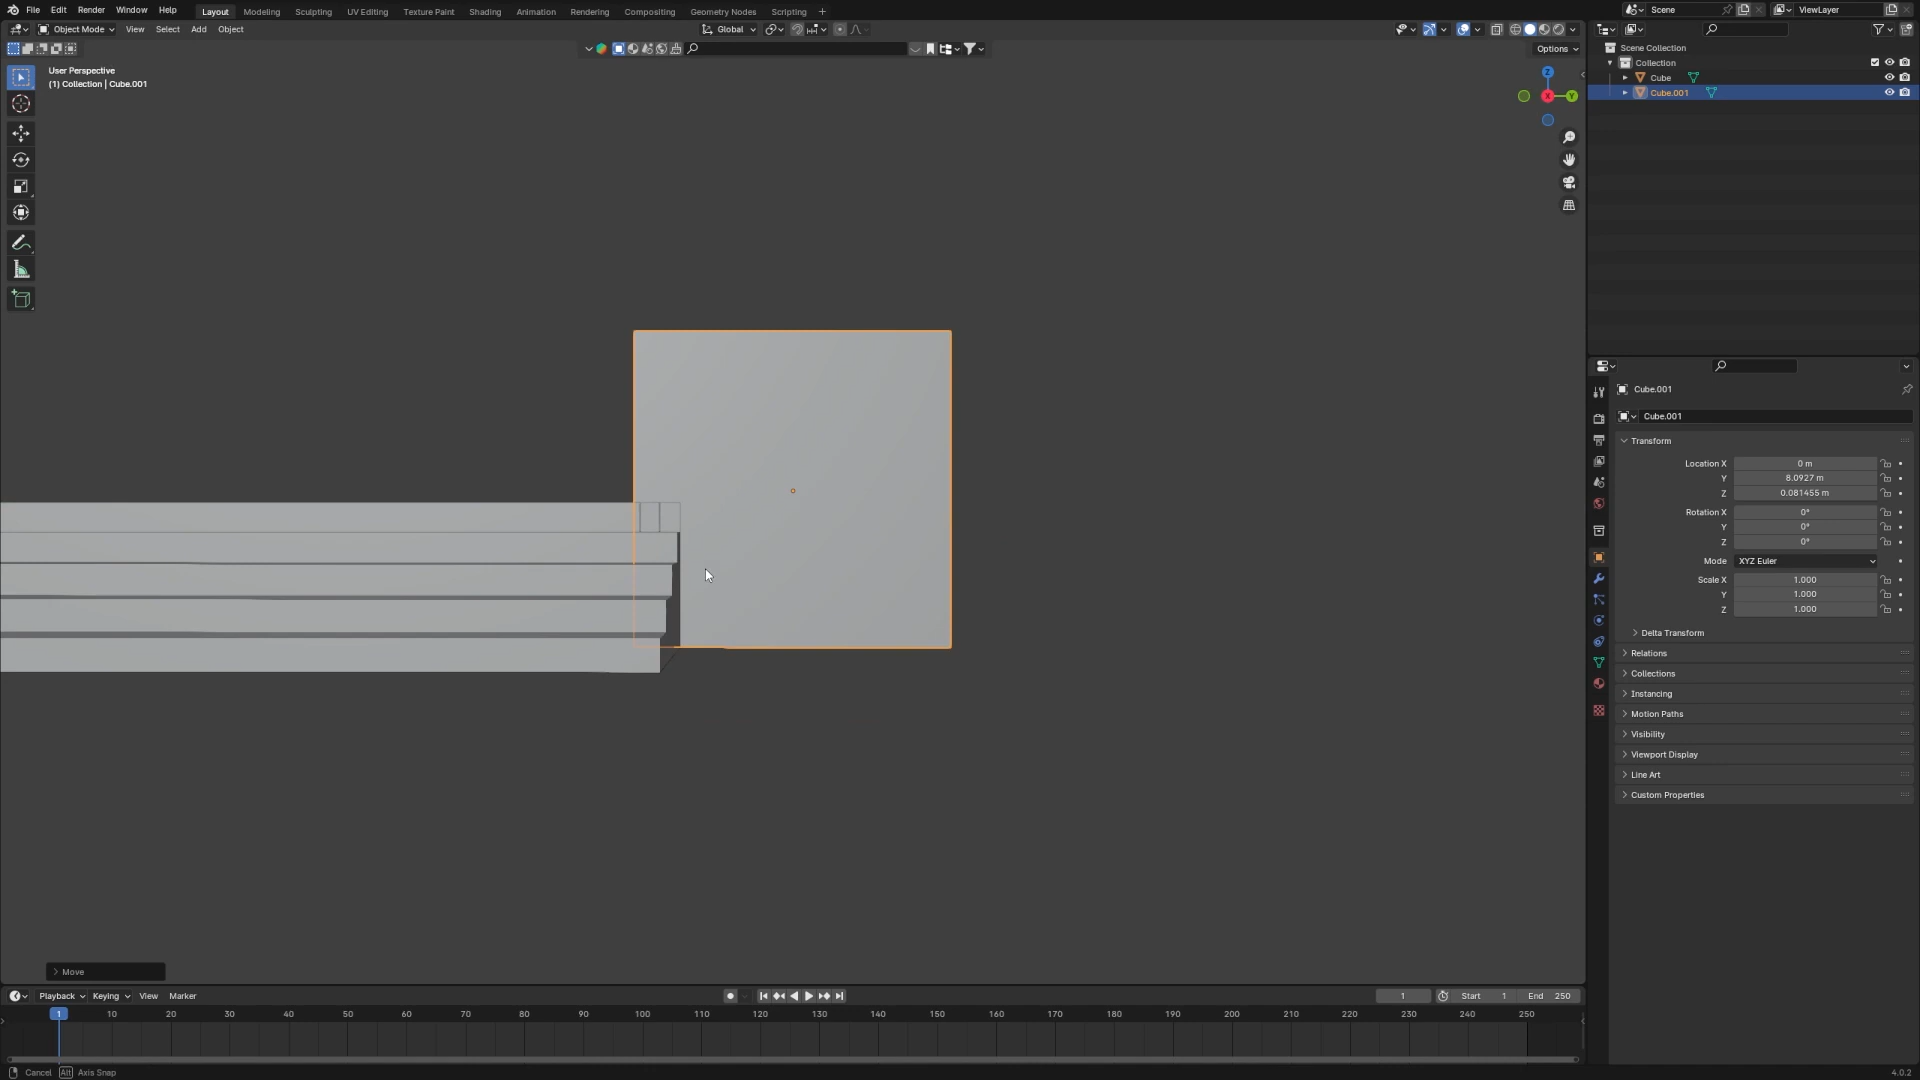 File Edit Render Window Help Layout Modeling Sculpting UV Editing Texture Paint Shading Animation Rendering Compositing Geometry Nodes Scripting + Scene ViewLayer
Object Mode View Select Add Object Global
Options
User Perspective
(1) Collection | Cube.001
Z
X
Y
Scene Collection
Collection
Cube
Cube.001
Cube.001
Cube.001
Transform
Location X 0 m
Y 8.0927 m
Z 0.081455 m
Rotation X 0°
Y 0°
Z 0°
Mode XYZ Euler
Scale X 1.000
Y 1.000
Z 1.000
Delta Transform
Relations
Collections
Instancing
Motion Paths
Visibility
Viewport Display
Line Art
Custom Properties
Move
Playback Keying View Marker 1 Start 1 End 250
1 10 20 30 40 50 60 70 80 90 100 110 120 130 140 150 160 170 180 190 200 210 220 230 240 250
Cancel Alt Axis Snap 4.0.2